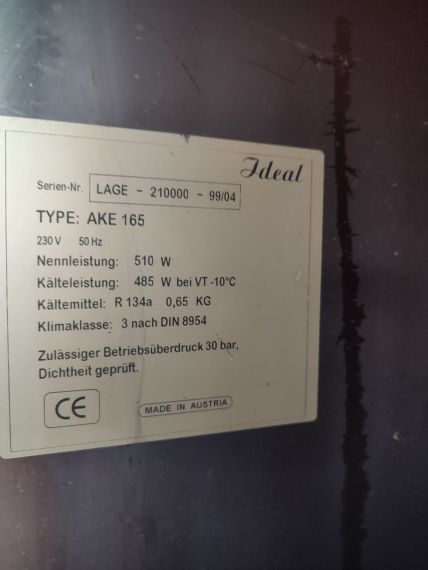 Ideal
Serien-Nr. LAGE - 210000 - 99/04
TYPE: AKE 165
230 V 50 Hz
Nennleistung: 510 W
Kälteleistung: 485 W bei VT -10°C
Kältemittel: R 134a 0,65 KG
Klimaklasse: 3 nach DIN 8954
Zulässiger Betriebsüberdruck 30 bar,
Dichtheit geprüft.
CE
MADE IN AUSTRIA